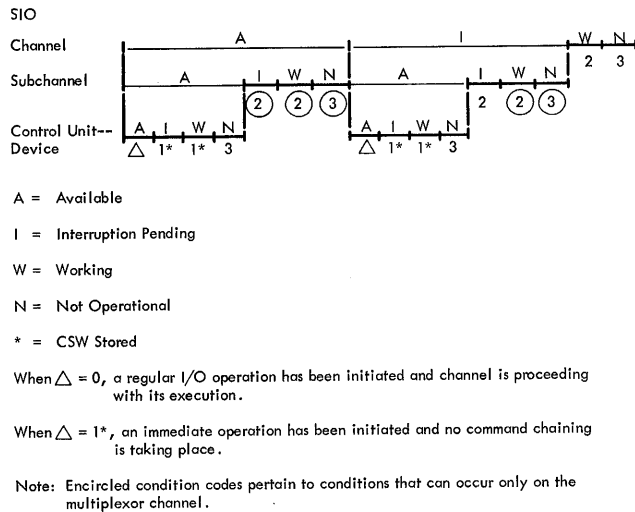 SIO
Channel A I W N
2 3
Subchannel A I W N A I W N
2 2 3 2 2 3
Control Unit-- A I W N A I W N
Device △ 1* 1* 3 △ 1* 1* 3
A = Available
I = Interruption Pending
W = Working
N = Not Operational
* = CSW Stored
When △ = 0, a regular I/O operation has been initiated and channel is proceeding
with its execution.
When △ = 1*, an immediate operation has been initiated and no command chaining
is taking place.
Note: Encircled condition codes pertain to conditions that can occur only on the
multiplexor channel.